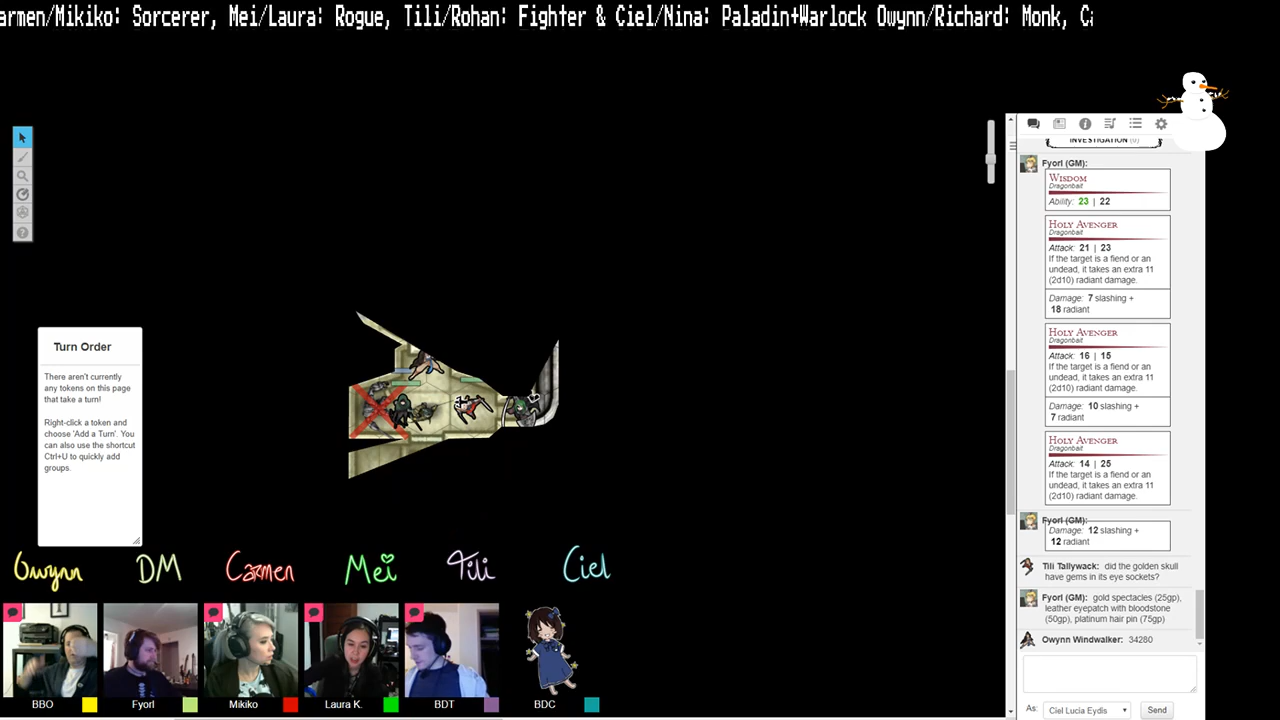 armen/Mikiko: Sorcerer, Mei/Laura: Rogue, Tili/Rohan: Fighter & Ciel/Nina: Paladin+Warlock Owynn/Richard: Monk, Ca
INVESTIGATION (0)
Fyorl (GM):
WISDOM
Dragonbait
Ability: 23 | 22
HOLY AVENGER
Dragonbait
Attack: 21 | 23
If the target is a fiend or an
undead, it takes an extra 11
(2d10) radiant damage.
Damage: 7 slashing +
18 radiant
HOLY AVENGER
Dragonbait
Attack: 16 | 15
If the target is a fiend or an
undead, it takes an extra 11
(2d10) radiant damage.
Damage: 10 slashing +
7 radiant
HOLY AVENGER
Dragonbait
Attack: 14 | 25
If the target is a fiend or an
undead, it takes an extra 11
(2d10) radiant damage.
Fyorl (GM):
Damage: 12 slashing +
12 radiant
Tili Tallywack: did the golden skull
have gems in its eye sockets?
Fyorl (GM): gold spectacles (25gp),
leather eyepatch with bloodstone
(50gp), platinum hair pin (75gp)
Owynn Windwalker: 34280
As: Ciel Lucia Eydis Send
Turn Order
There aren't currently
any tokens on this page
that take a turn!
Right-click a token and
choose 'Add a Turn'. You
can also use the shortcut
Ctrl+U to quickly add
groups.
Owynn DM Carmen Mei Tili Ciel
BBO Fyorl Mikiko Laura K. BDT BDC